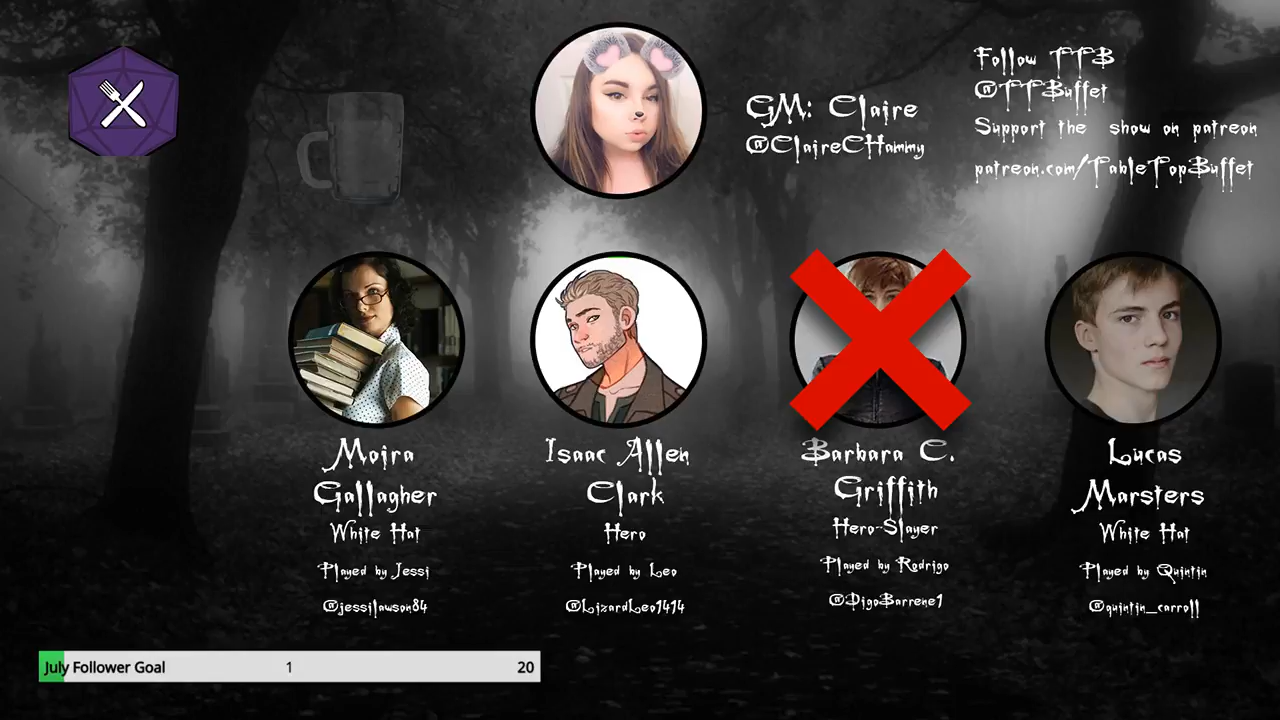 GM: Claire
@ClaireCHammy
Follow TTB
@TTBuffet
Support the show on patreon
patreon.com/TableTopBuffet
Moira
Gallagher
White Hat
Played by Jessi
@jessilawson84
Isaac Allen
Clark
Hero
Played by Leo
@LizardLeo1414
Barbara C.
Griffith
Hero-Slayer
Played by Rodrigo
@DigoBarrene1
Lucas
Marsters
White Hat
Played by Quintin
@quintin_carroll
July Follower Goal 1 20